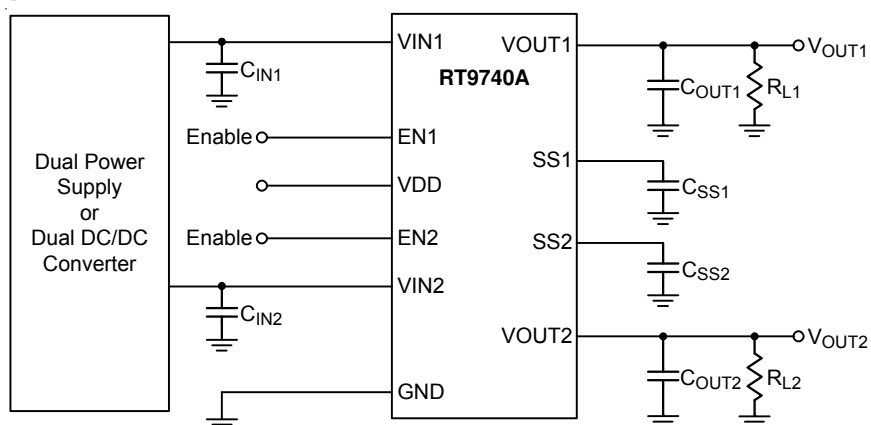 Dual Power
Supply
or
Dual DC/DC
Converter
C_IN1
Enable
Enable
C_IN2
VIN1
EN1
VDD
EN2
VIN2
GND
RT9740A
VOUT1
SS1
SS2
VOUT2
C_OUT1
R_L1
V_OUT1
C_SS1
C_SS2
C_OUT2
R_L2
V_OUT2